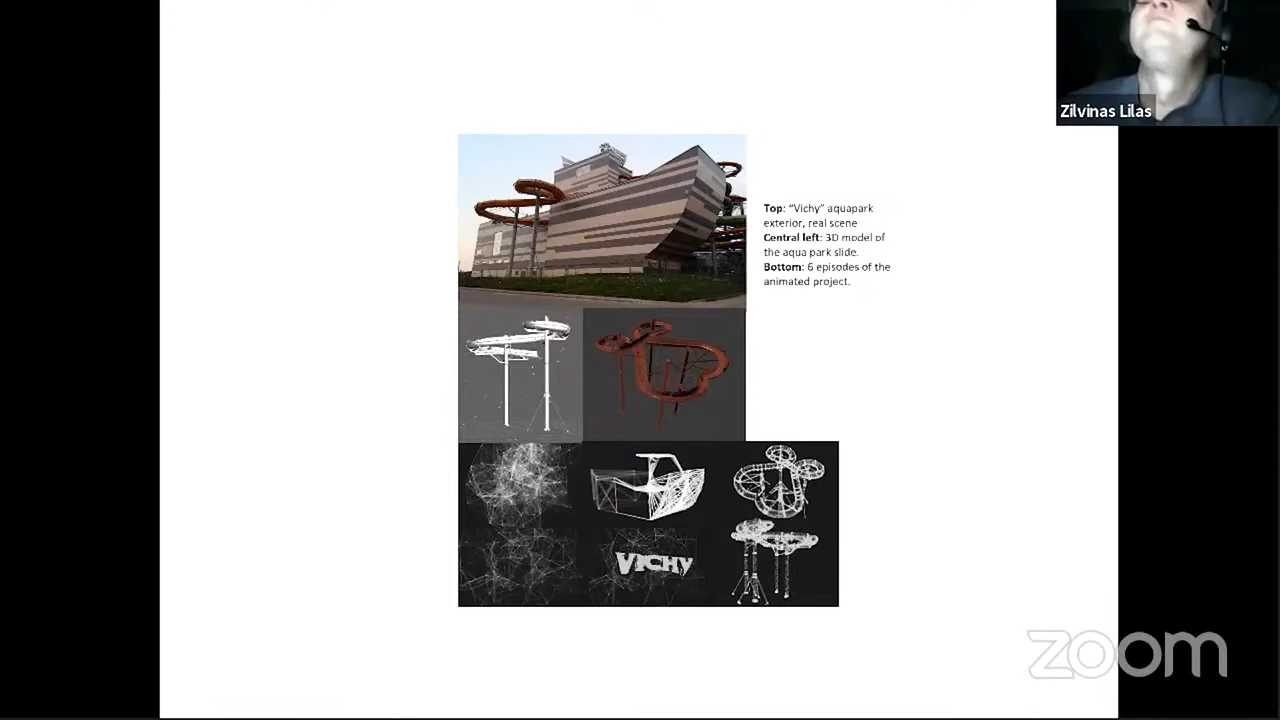 Zilvinas Lilas
Top: “Vichy” aquapark
exterior, real scene
Central left: 3D model of
the aqua park slide.
Bottom: 6 episodes of the
animated project.
VICHY
zoom